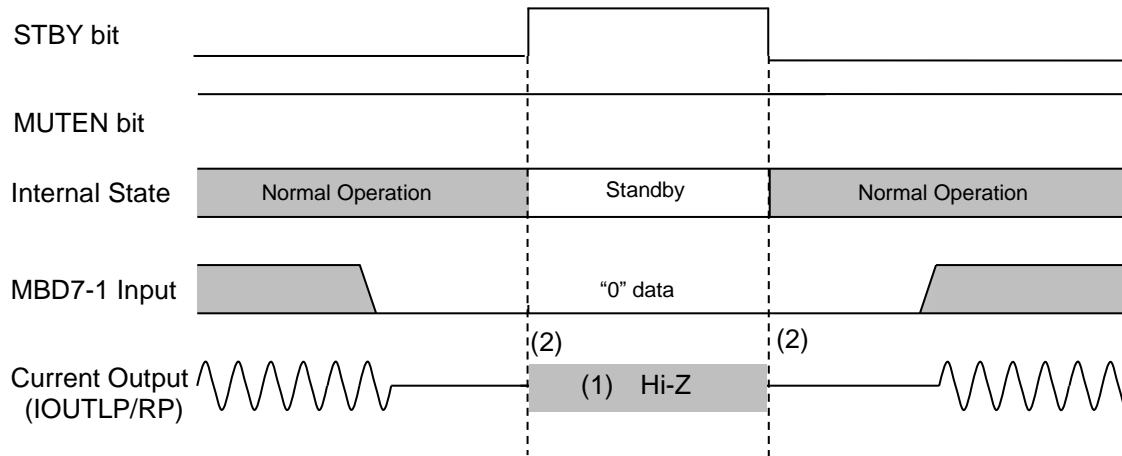 STBY bit
MUTEN bit
Internal State
Normal Operation
Standby
Normal Operation
MBD7-1 Input
“0” data
(2)
(2)
Current Output
(IOUTLP/RP)
(1) Hi-Z